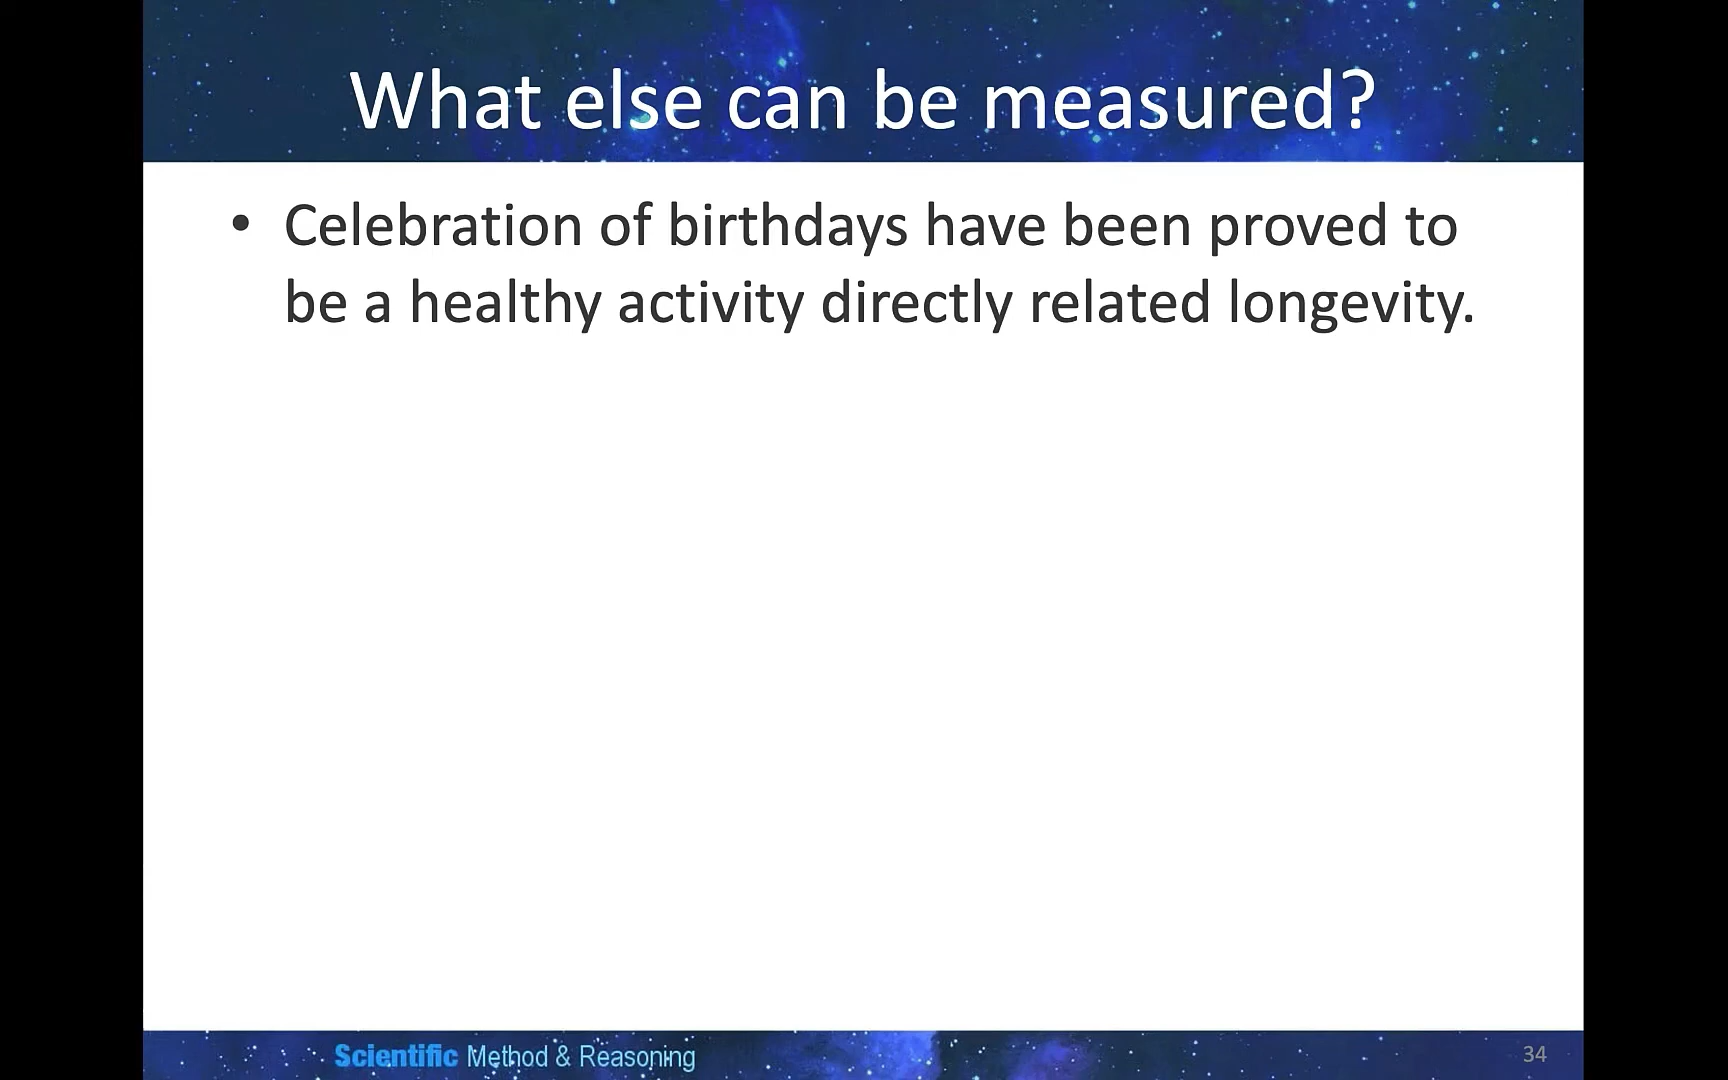 What else can be measured?
• Celebration of birthdays have been proved to
be a healthy activity directly related longevity.
Scientific Method & Reasoning
34